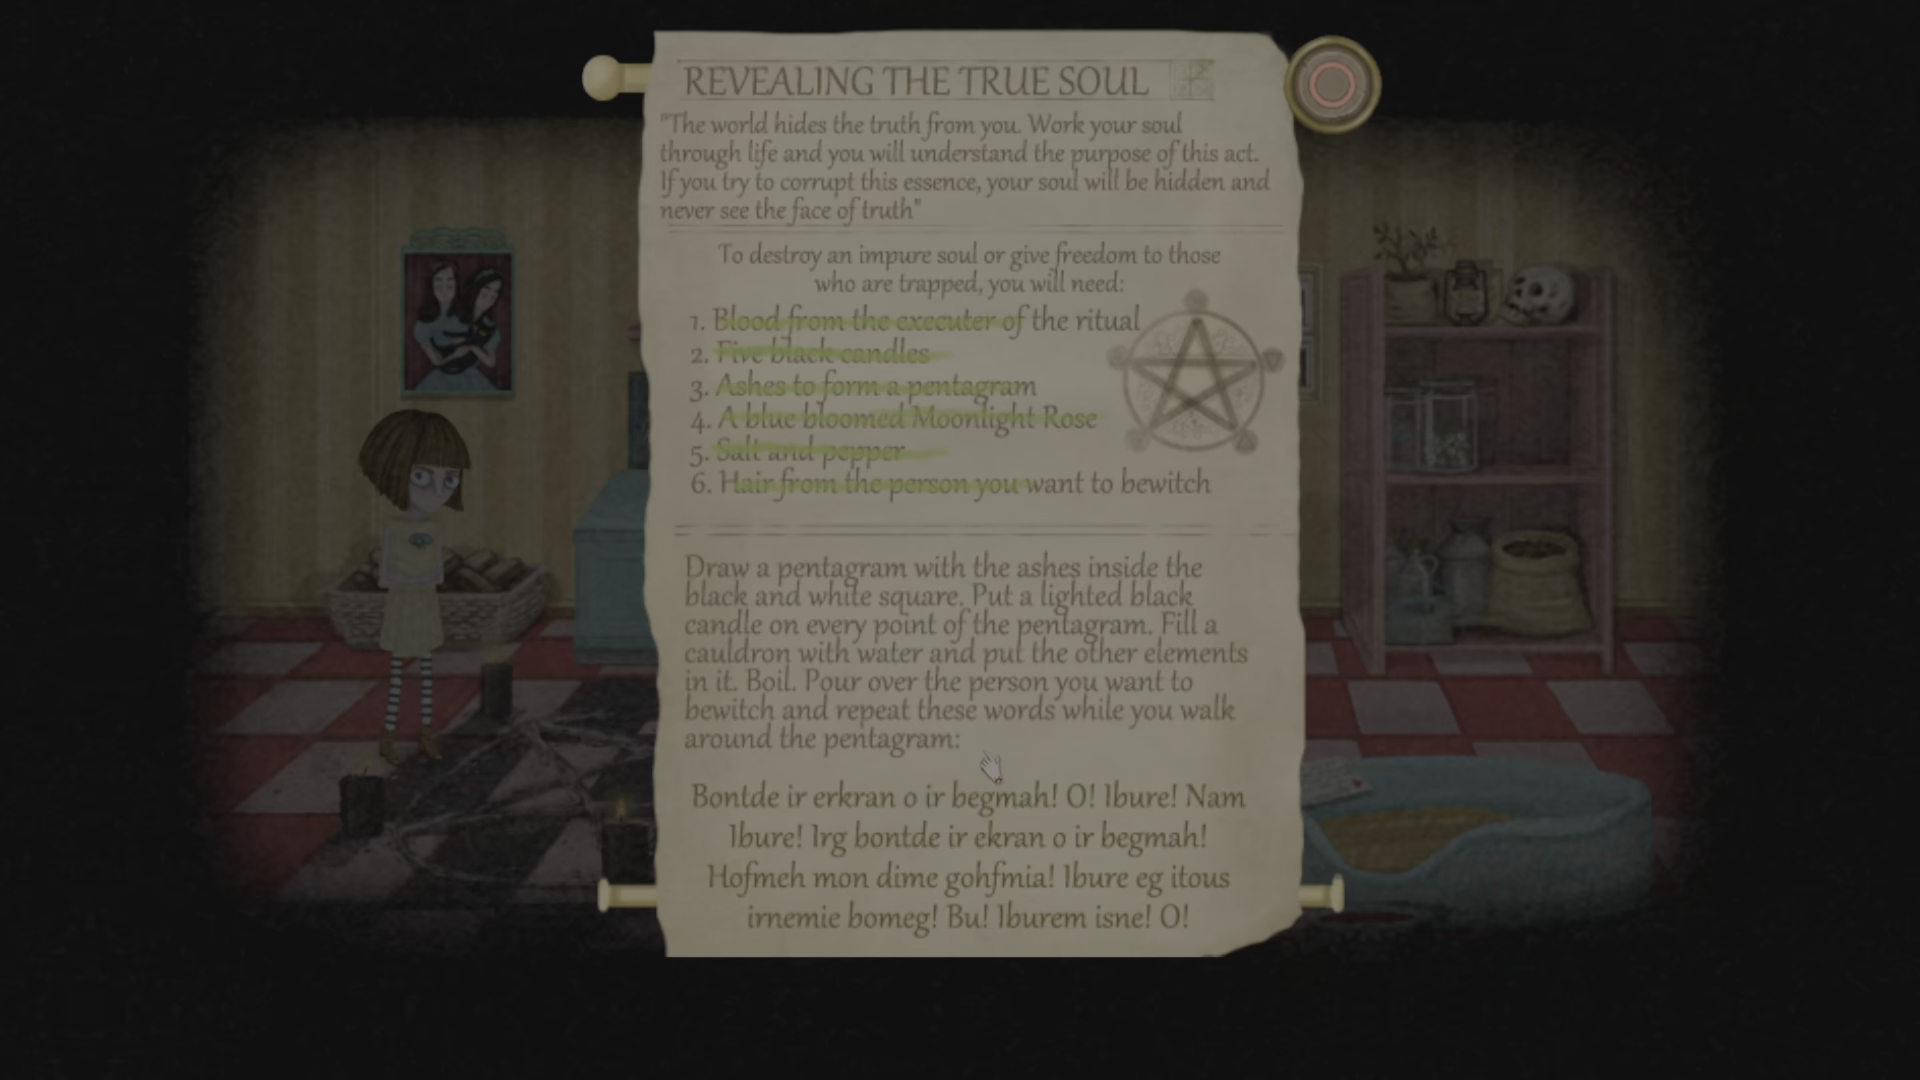 REVEALING THE TRUE SOUL
"The world hides the truth from you. Work your soul
through life and you will understand the purpose of this act.
If you try to corrupt this essence, your soul will be hidden and
never see the face of truth"
To destroy an impure soul or give freedom to those
who are trapped, you will need:
1. Blood from the executer of the ritual
2. Five black candles
3. Ashes to form a pentagram
4. A blue bloomed Moonlight Rose
5. Salt and pepper
6. Hair from the person you want to bewitch
Draw a pentagram with the ashes inside the
black and white square. Put a lighted black
candle on every point of the pentagram. Fill a
cauldron with water and put the other elements
in it. Boil. Pour over the person you want to
bewitch and repeat these words while you walk
around the pentagram:
Bontde ir erkran o ir begmah! O! Ibure! Nam
Ibure! Irg bontde ir ekran o ir begmah!
Hofmeh mon dime gohfmia! Ibure eg itous
irnemie bomeg! Bu! Iburem isne! O!